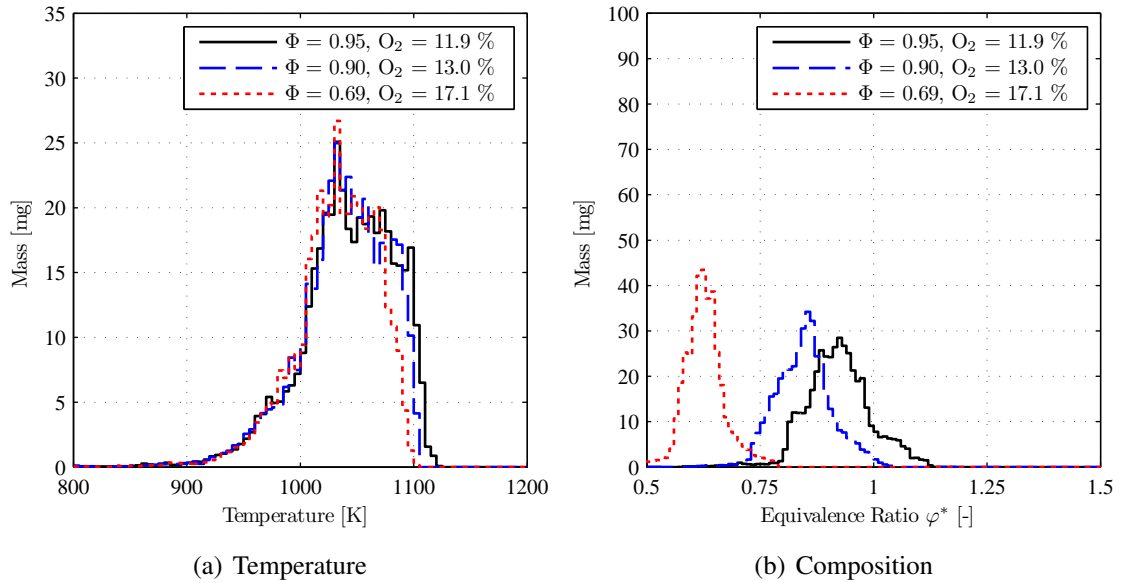 35
30
25
20
15
10
5
0
Mass [mg]
Φ = 0.95, O₂ = 11.9 %
Φ = 0.90, O₂ = 13.0 %
Φ = 0.69, O₂ = 17.1 %
800 900 1000 1100 1200
Temperature [K]
(a) Temperature
100
90
80
70
60
50
40
30
20
10
0
Mass [mg]
Φ = 0.95, O₂ = 11.9 %
Φ = 0.90, O₂ = 13.0 %
Φ = 0.69, O₂ = 17.1 %
0.5 0.75 1 1.25 1.5
Equivalence Ratio φ* [-]
(b) Composition